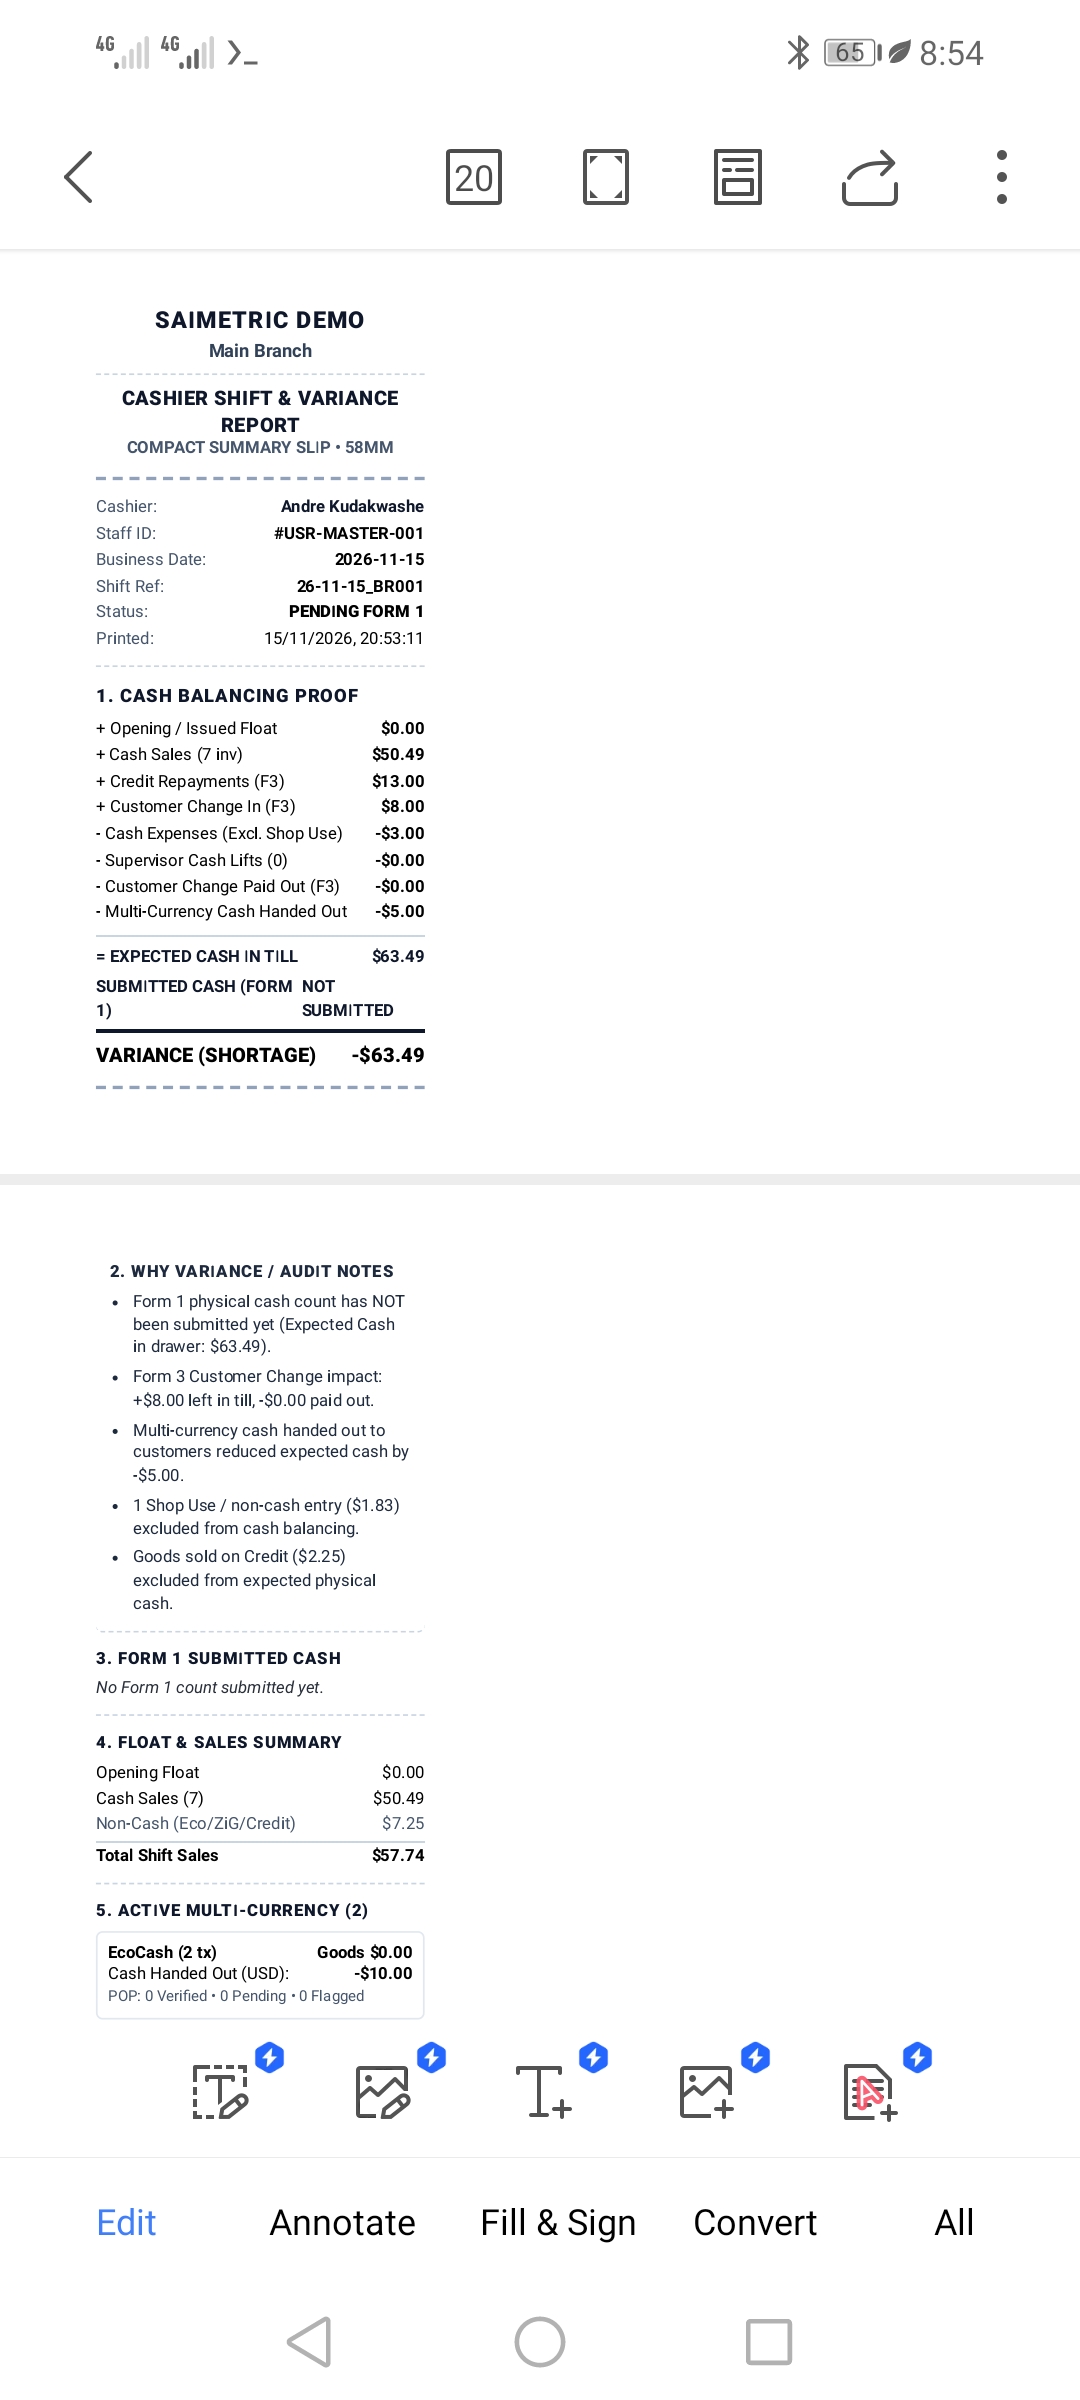 4G 4G 65 8:54
20
SAIMETRIC DEMO
Main Branch
CASHIER SHIFT & VARIANCE
REPORT
COMPACT SUMMARY SLIP • 58MM
Cashier: Andre Kudakwashe
Staff ID: #USR-MASTER-001
Business Date: 2026-11-15
Shift Ref: 26-11-15_BR001
Status: PENDING FORM 1
Printed: 15/11/2026, 20:53:11
1. CASH BALANCING PROOF
+ Opening / Issued Float $0.00
+ Cash Sales (7 inv) $50.49
+ Credit Repayments (F3) $13.00
+ Customer Change In (F3) $8.00
- Cash Expenses (Excl. Shop Use) -$3.00
- Supervisor Cash Lifts (0) -$0.00
- Customer Change Paid Out (F3) -$0.00
- Multi-Currency Cash Handed Out -$5.00
= EXPECTED CASH IN TILL $63.49
SUBMITTED CASH (FORM NOT
1) SUBMITTED
VARIANCE (SHORTAGE) -$63.49
2. WHY VARIANCE / AUDIT NOTES
• Form 1 physical cash count has NOT
been submitted yet (Expected Cash
in drawer: $63.49).
• Form 3 Customer Change impact:
+$8.00 left in till, -$0.00 paid out.
• Multi-currency cash handed out to
customers reduced expected cash by
-$5.00.
• 1 Shop Use / non-cash entry ($1.83)
excluded from cash balancing.
• Goods sold on Credit ($2.25)
excluded from expected physical
cash.
3. FORM 1 SUBMITTED CASH
No Form 1 count submitted yet.
4. FLOAT & SALES SUMMARY
Opening Float $0.00
Cash Sales (7) $50.49
Non-Cash (Eco/ZiG/Credit) $7.25
Total Shift Sales $57.74
5. ACTIVE MULTI-CURRENCY (2)
EcoCash (2 tx) Goods $0.00
Cash Handed Out (USD): -$10.00
POP: 0 Verified • 0 Pending • 0 Flagged
Edit Annotate Fill & Sign Convert All